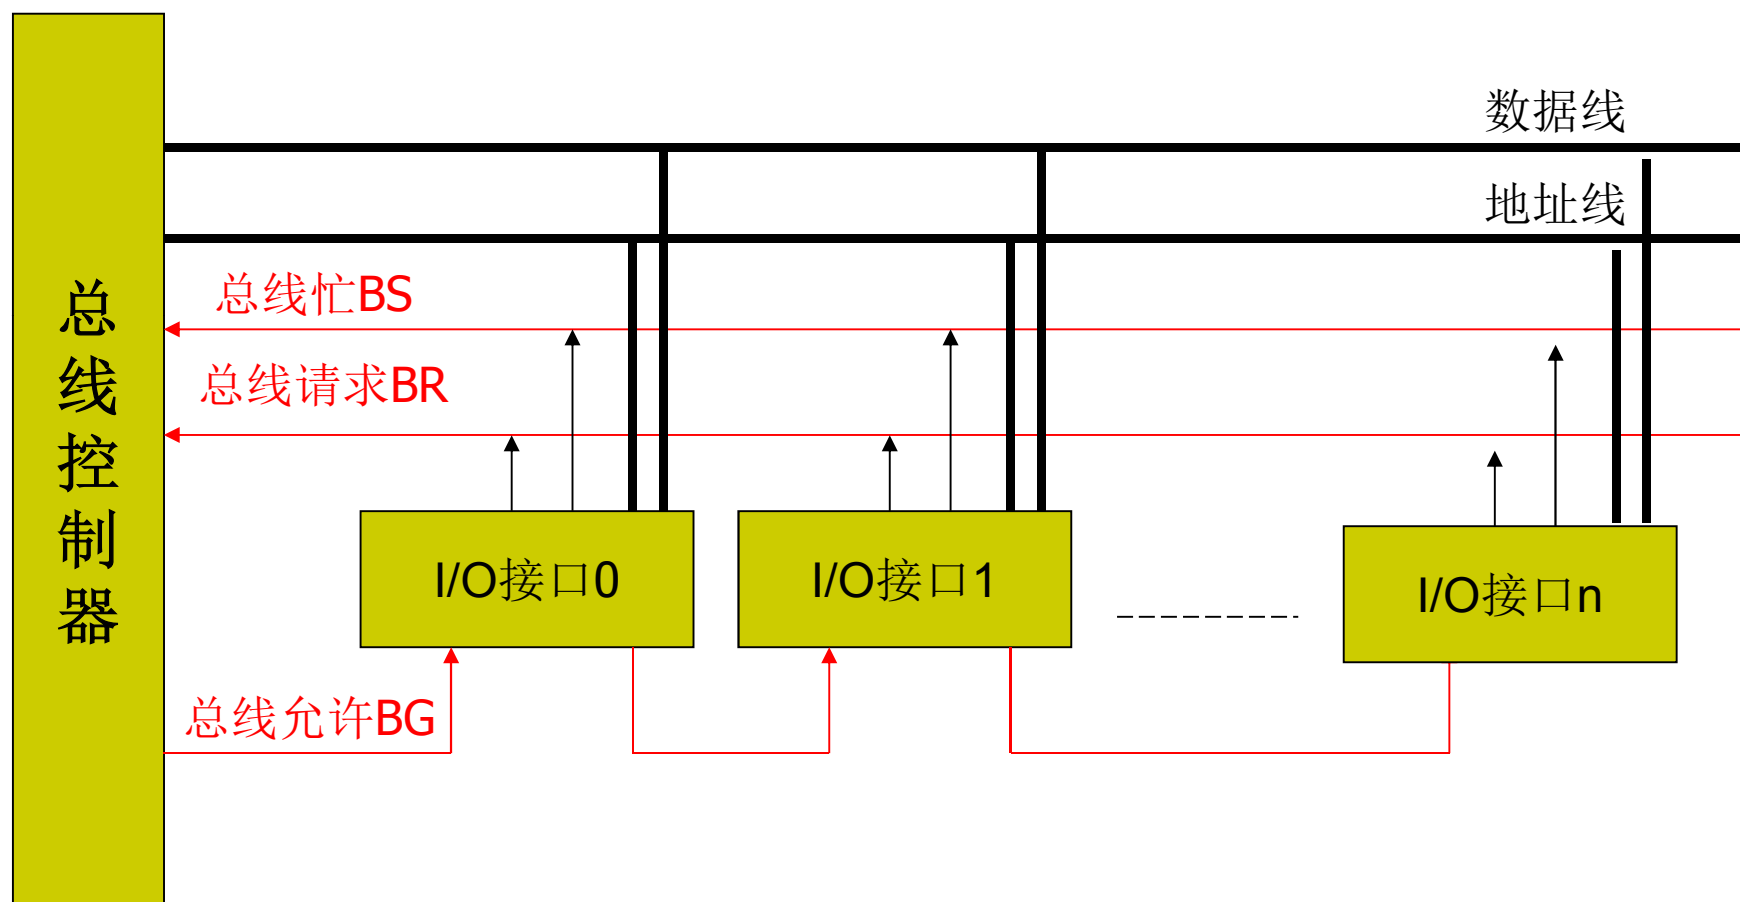 总线控制器
数据线
地址线
总线忙BS
总线请求BR
I/O接口0
I/O接口1
I/O接口n
总线允许BG